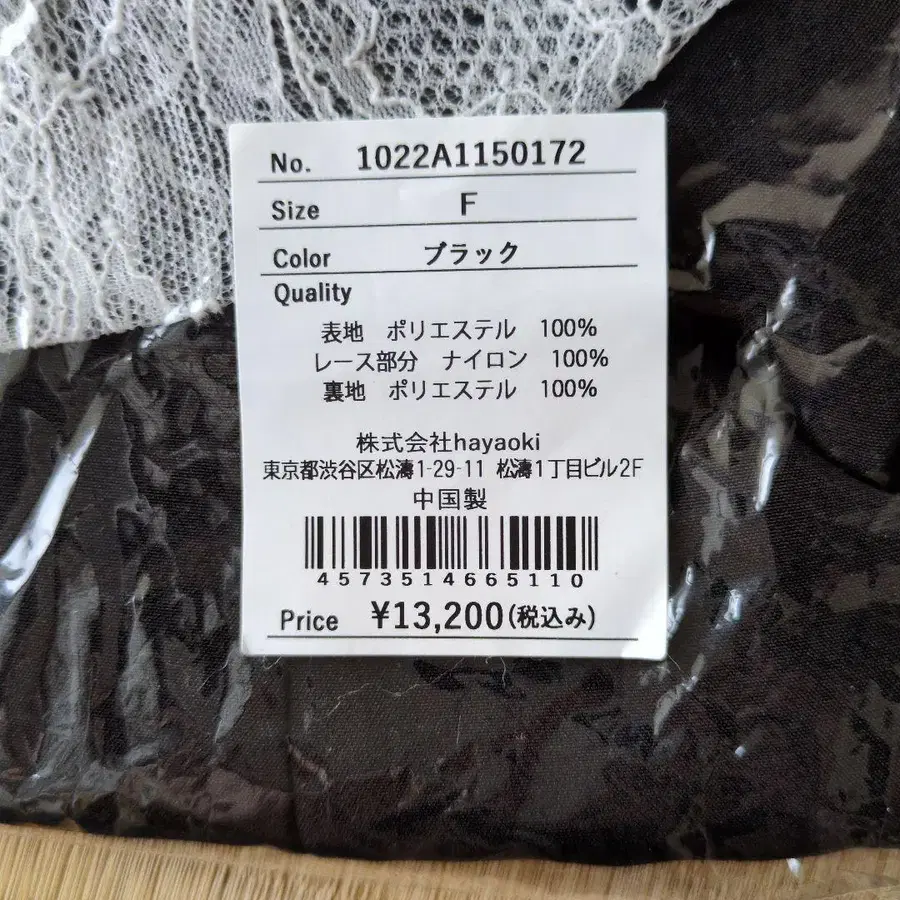 No. 1022A1150172
Size F
Color ブラック
Quality
表地 ポリエステル 100%
レース部分 ナイロン 100%
裏地 ポリエステル 100%
株式会社hayaoki
東京都渋谷区松濤1-29-11 松濤1丁目ビル2F
中国製
4573514665110
Price ¥13,200(税込み)